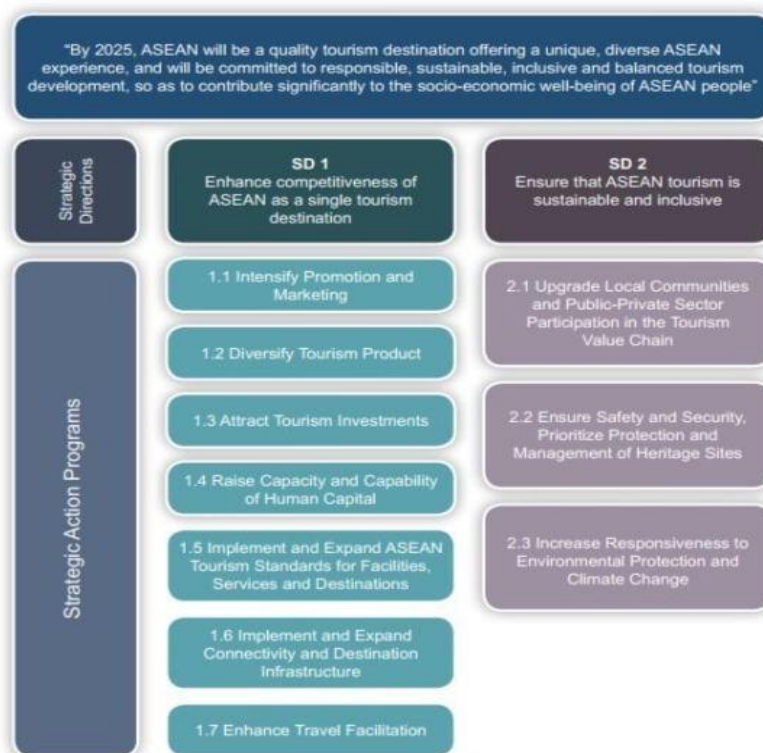 "By 2025, ASEAN will be a quality tourism destination offering a unique, diverse ASEAN
experience, and will be committed to responsible, sustainable, inclusive and balanced tourism
development, so as to contribute significantly to the socio-economic well-being of ASEAN people"
Strategic
Directions
SD 1
Enhance competitiveness of
ASEAN as a single tourism
destination
SD 2
Ensure that ASEAN tourism is
sustainable and inclusive
Strategic Action Programs
1.1 Intensify Promotion and
Marketing
1.2 Diversify Tourism Product
1.3 Attract Tourism Investments
1.4 Raise Capacity and Capability
of Human Capital
1.5 Implement and Expand ASEAN
Tourism Standards for Facilities,
Services and Destinations
1.6 Implement and Expand
Connectivity and Destination
Infrastructure
1.7 Enhance Travel Facilitation
2.1 Upgrade Local Communities
and Public-Private Sector
Participation in the Tourism
Value Chain
2.2 Ensure Safety and Security,
Prioritize Protection and
Management of Heritage Sites
2.3 Increase Responsiveness to
Environmental Protection and
Climate Change